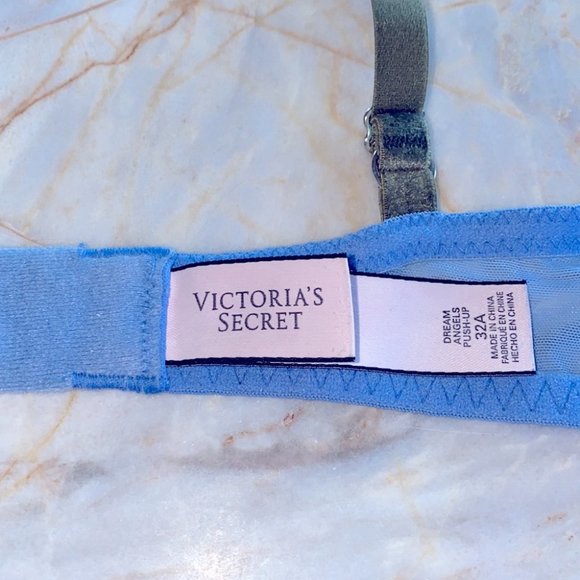 VICTORIA'S
SECRET
DREAM
ANGELS
PUSH-UP
32A
MADE IN CHINA
FABRIQUÉ EN CHINE
HECHO EN CHINA